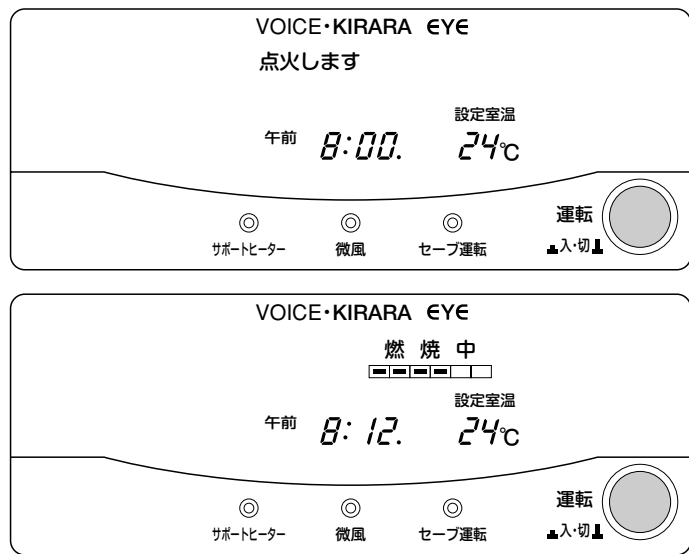 VOICE・KIRARA EYE
点火します
設定室温
午前 8:00. 24℃
運転
サポートヒーター 微風 セーブ運転 入・切
VOICE・KIRARA EYE
燃焼中
設定室温
午前 8:12. 24℃
運転
サポートヒーター 微風 セーブ運転 入・切